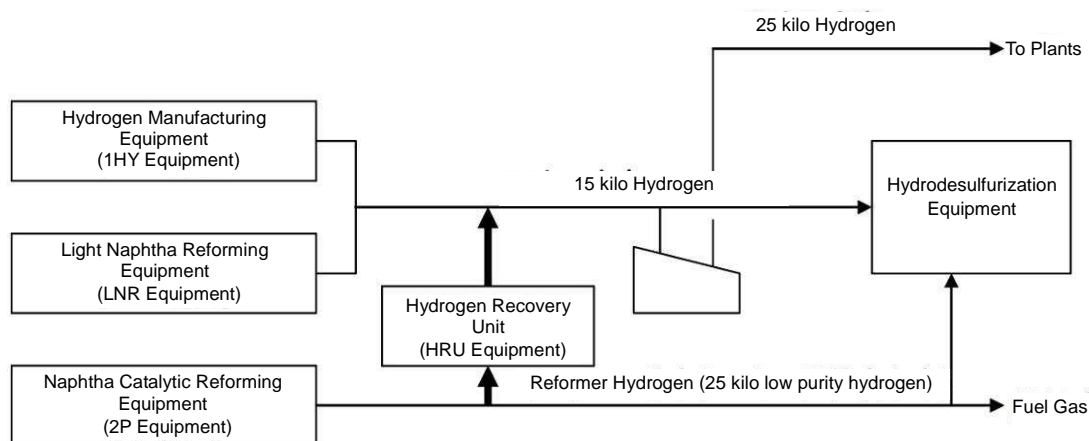 25 kilo Hydrogen
To Plants
Hydrogen Manufacturing
Equipment
(1HY Equipment)
15 kilo Hydrogen
Hydrodesulfurization
Equipment
Light Naphtha Reforming
Equipment
(LNR Equipment)
Hydrogen Recovery
Unit
(HRU Equipment)
Naphtha Catalytic Reforming
Equipment
(2P Equipment)
Reformer Hydrogen (25 kilo low purity hydrogen)
Fuel Gas